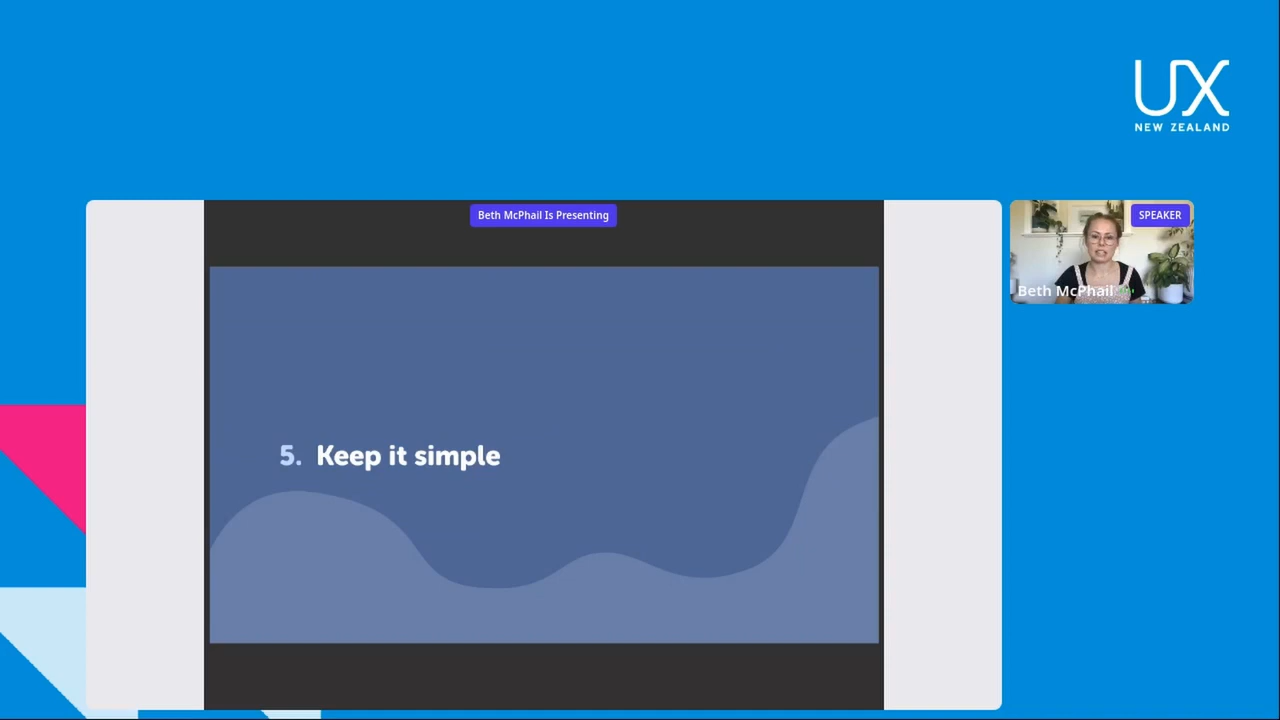 UX
NEW ZEALAND
Beth McPhail Is Presenting
SPEAKER
Beth McPhail
5. Keep it simple